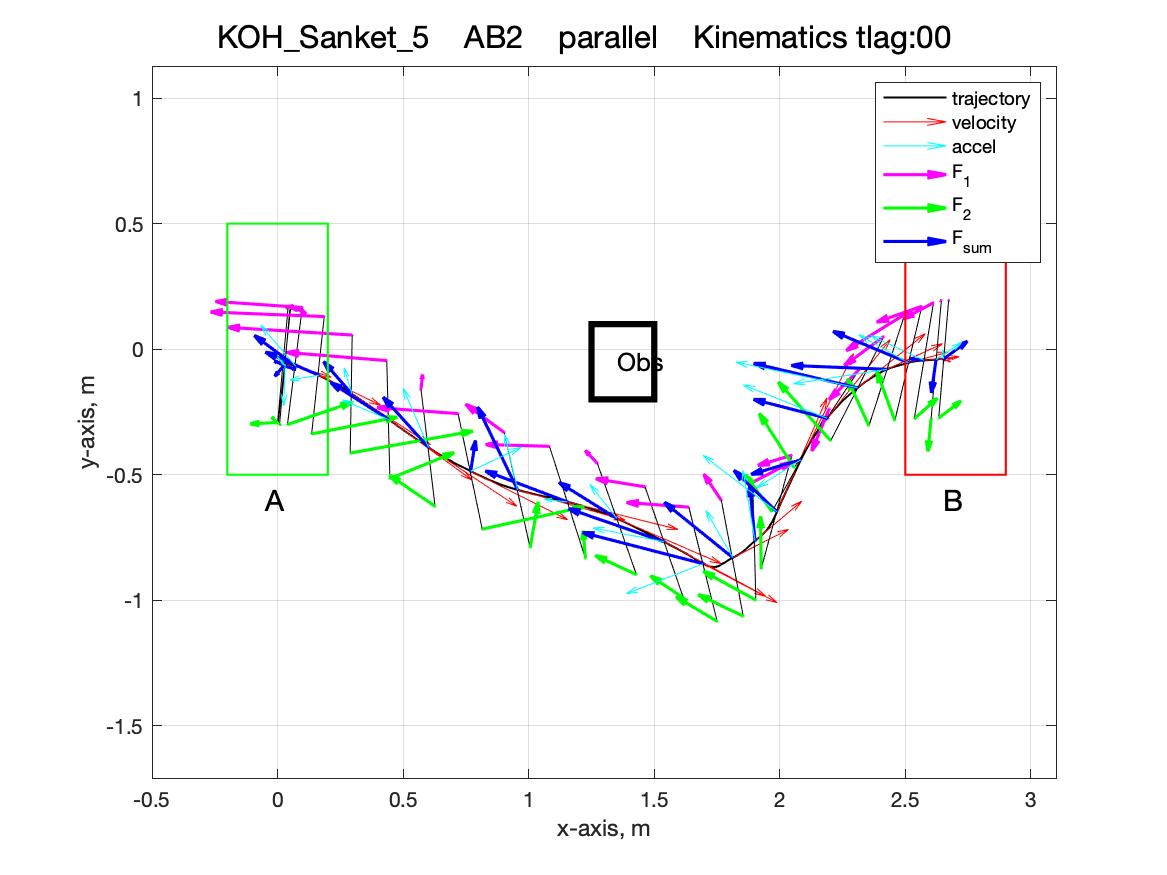 KOH_Sanket_5 AB2 parallel Kinematics tlag:00
trajectory
velocity
accel
F1
F2
Fsum
1
0.5
0
-0.5
-1
-1.5
y-axis, m
Obs
A
B
-0.5 0 0.5 1 1.5 2 2.5 3
x-axis, m